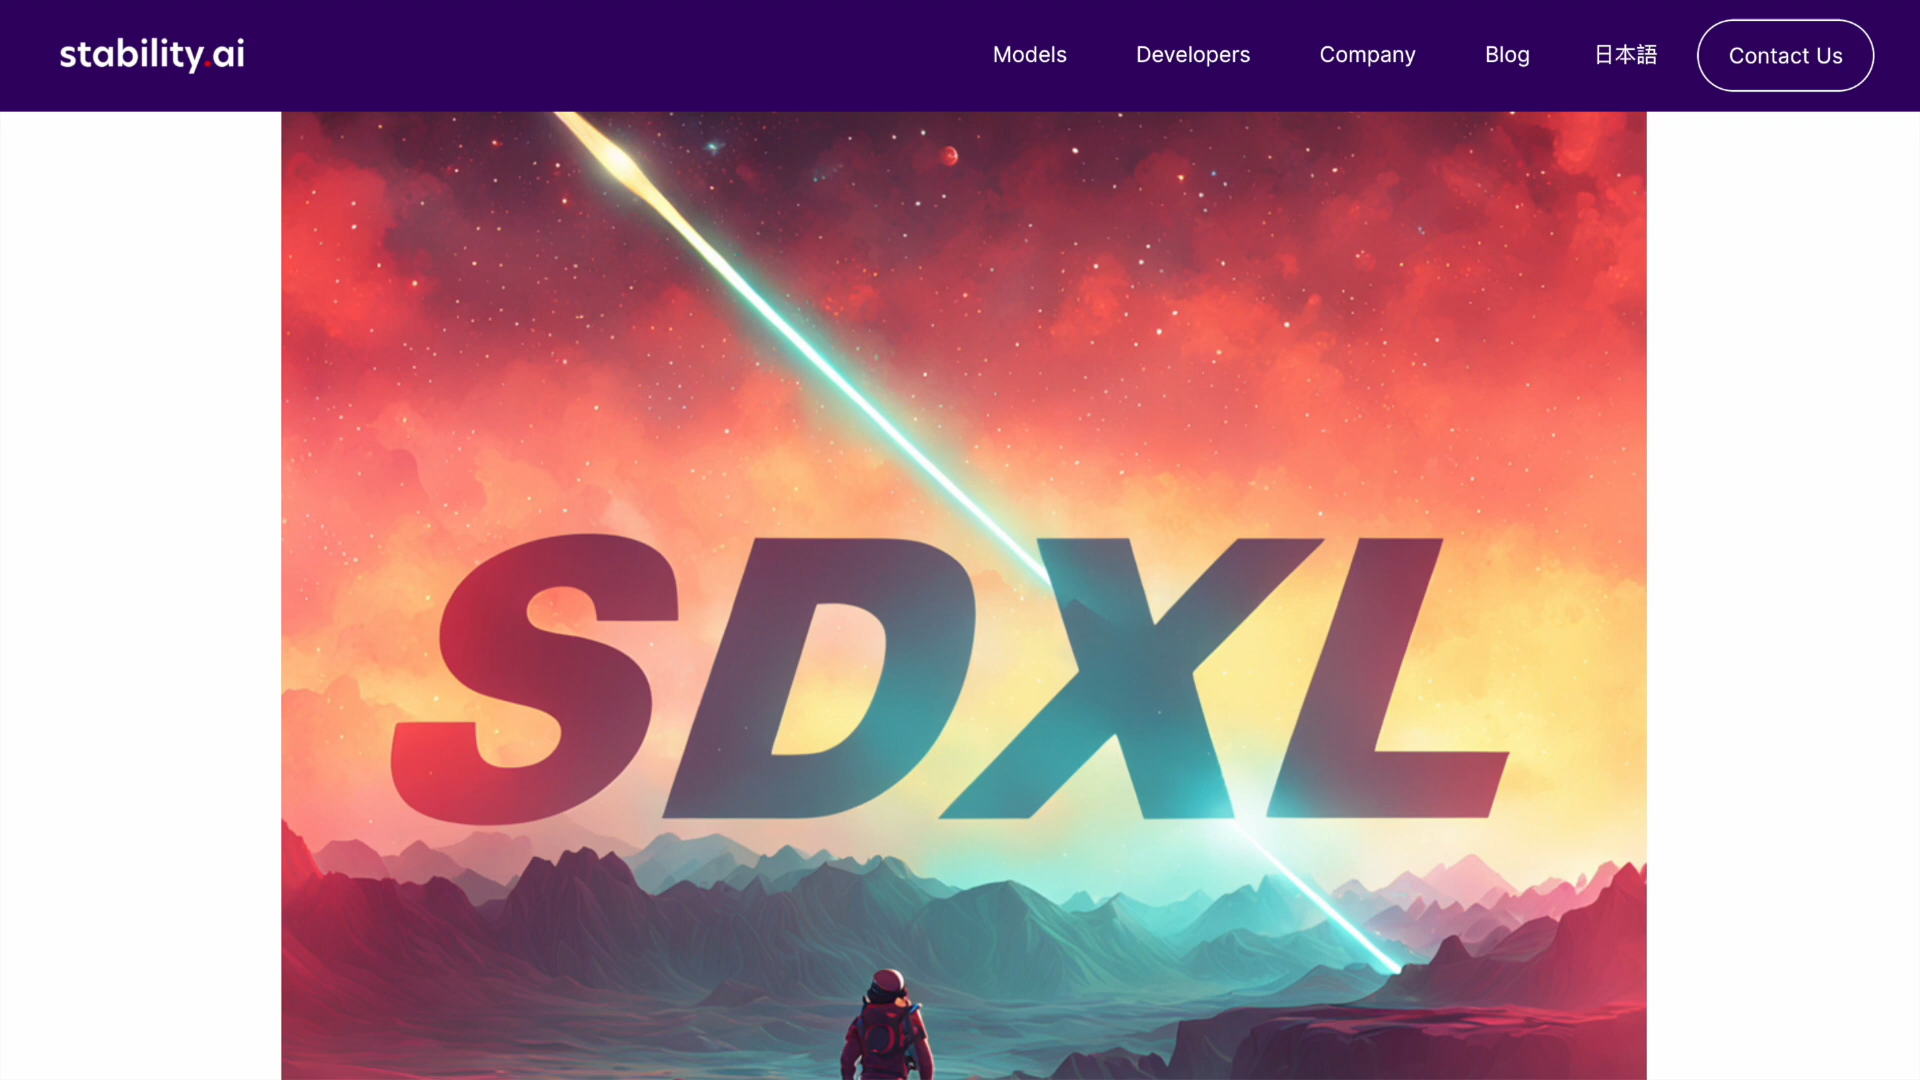 stability.ai
Models
Developers
Company
Blog
日本語
Contact Us
SDXL